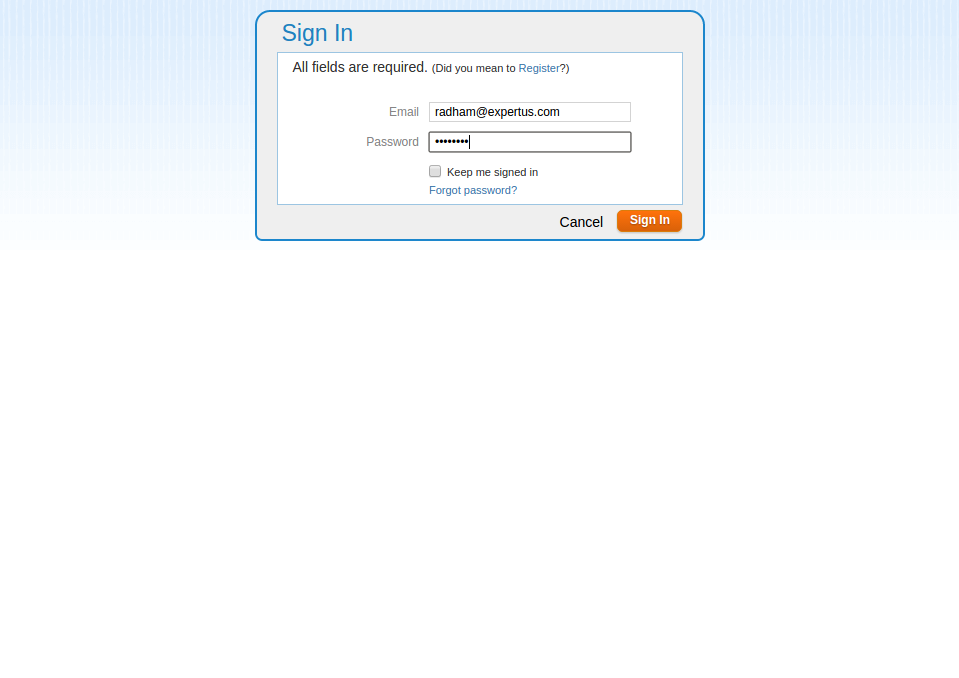 Sign In
All fields are required. (Did you mean to Register?)
Email radham@expertus.com
Password ••••••••
Keep me signed in
Forgot password?
Cancel Sign In